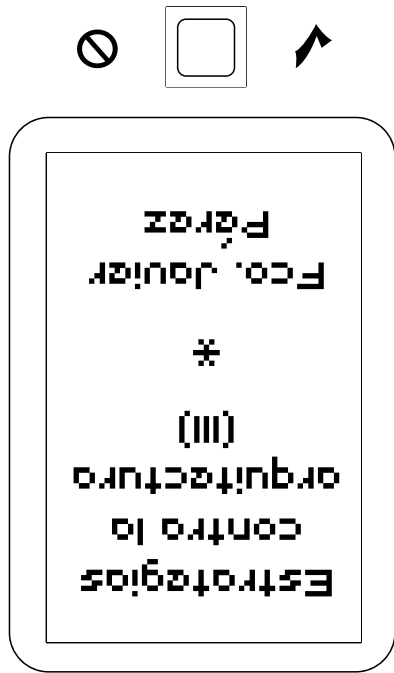 Estrategias
contra la
arquitectura
(III)
*
Fco. Javier
Pérez